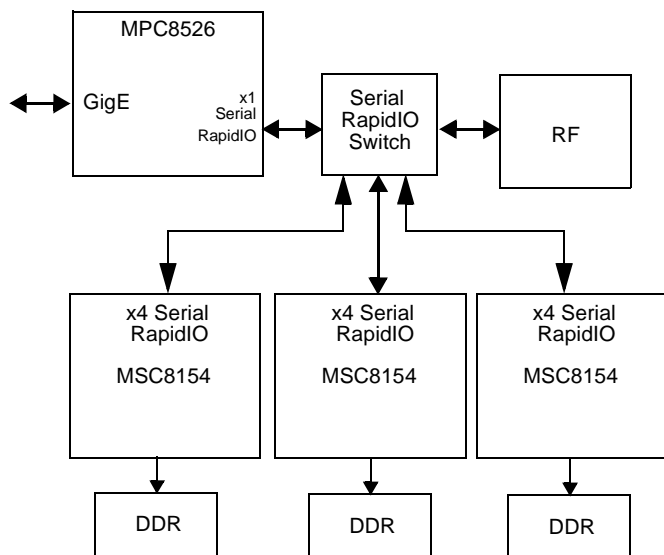 MPC8526
GigE
x1
Serial
RapidIO
Serial
RapidIO
Switch
RF
x4 Serial
RapidIO
MSC8154
x4 Serial
RapidIO
MSC8154
x4 Serial
RapidIO
MSC8154
DDR
DDR
DDR